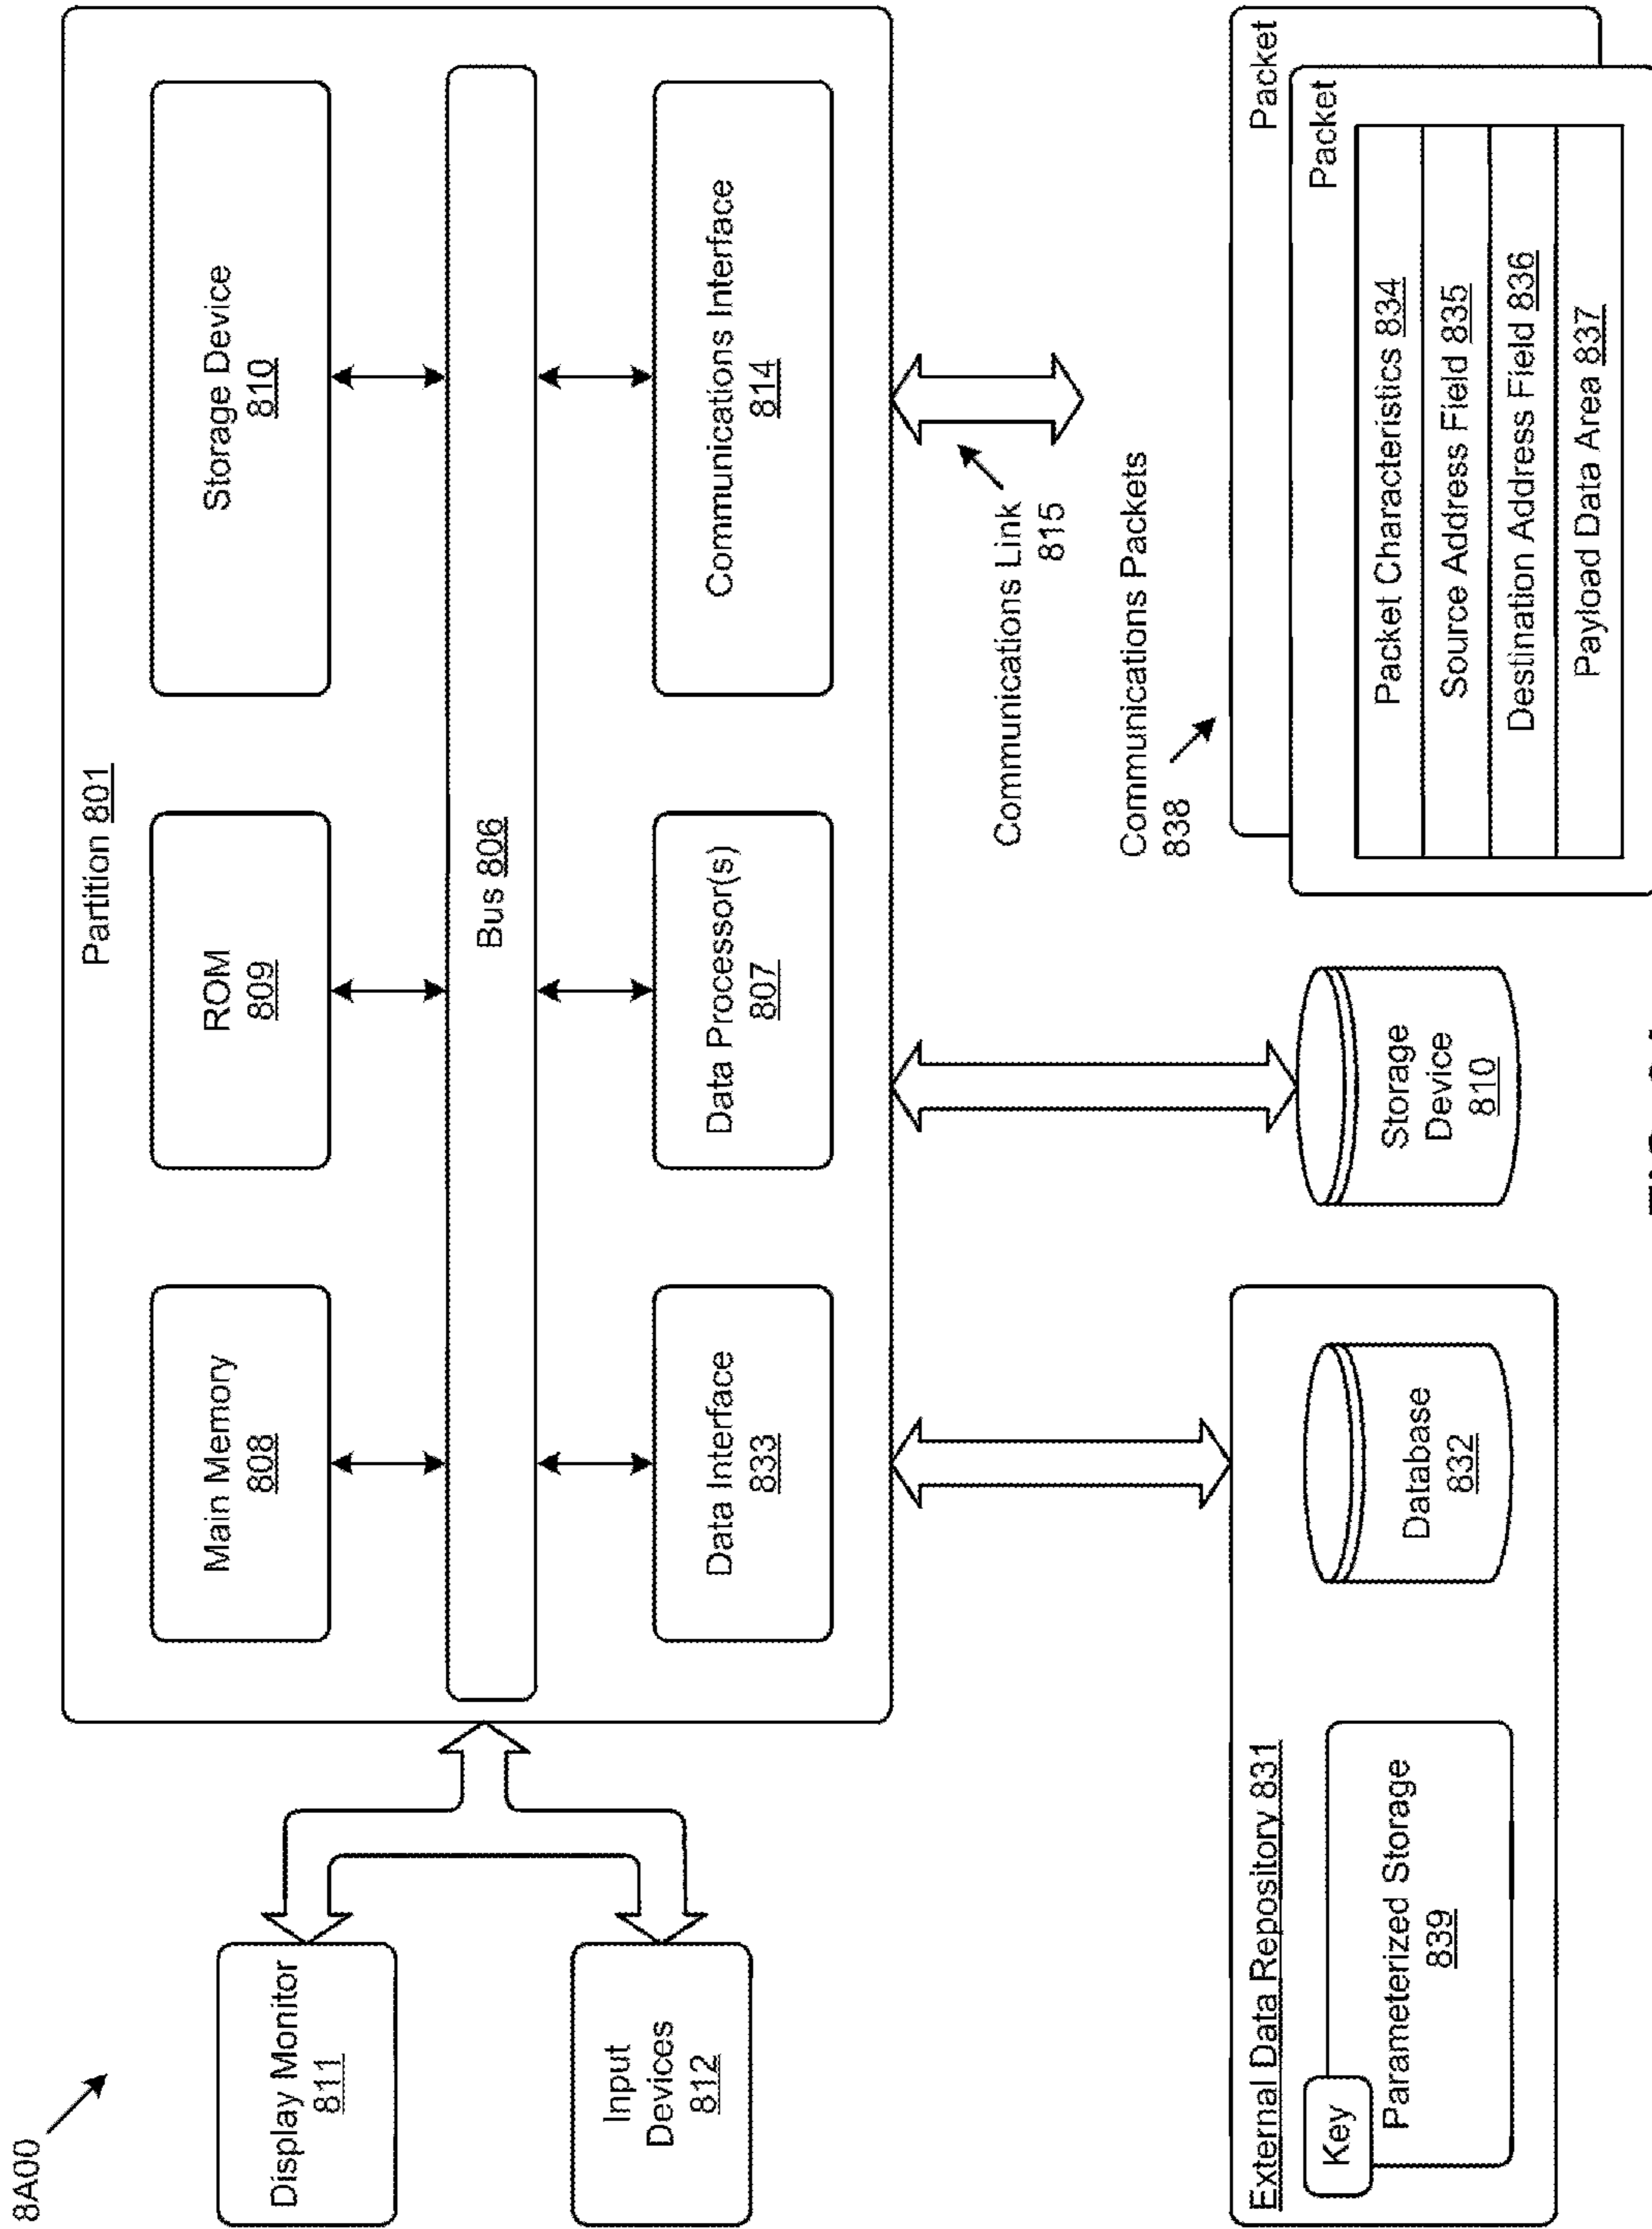 8A00
Partition 801
Main Memory
808
ROM
809
Storage Device
810
Display Monitor
811
Bus 806
Input
Devices
812
Data Interface
833
Data Processor(s)
807
Communications Interface
814
Communications Link
815
Communications Packets
838
External Data Repository 831
Key
Parameterized Storage
839
Database
832
Storage
Device
810
Packet
Packet
Packet Characteristics 834
Source Address Field 835
Destination Address Field 836
Payload Data Area 837